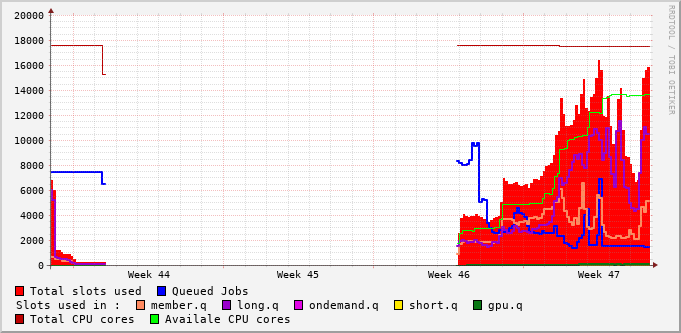 20000
18000
16000
14000
12000
10000
8000
6000
4000
2000
0
Week 44 Week 45 Week 46 Week 47
Total slots used Queued Jobs
Slots used in : member.q long.q ondemand.q short.q gpu.q
Total CPU cores Availale CPU cores
RRDTOOL / TOBI OETIKER